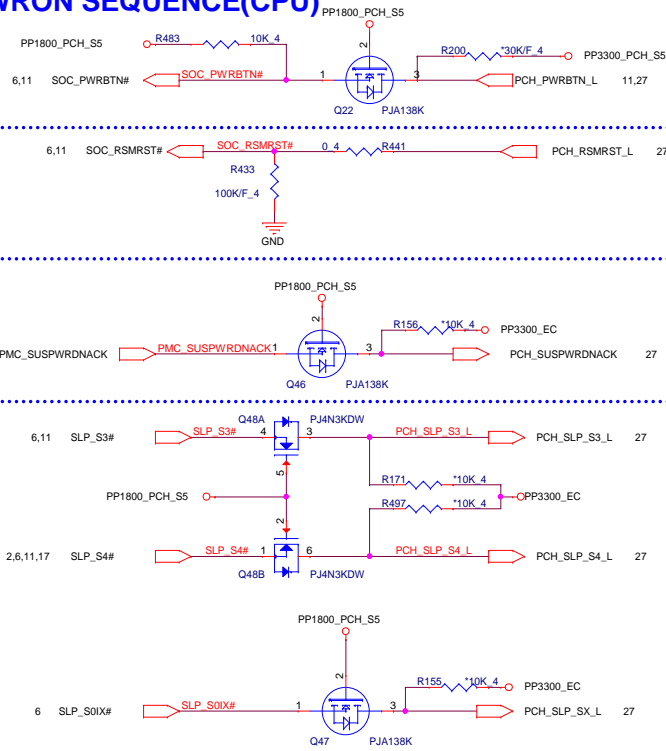 WRON SEQUENCE(CPU)
PP1800_PCH_S5
PP1800_PCH_S5 R483 10K_4 2 R200 *30K/F_4 PP3300_PCH_S5
6,11 SOC_PWRBTN# SOC_PWRBTN# 1 3 PCH_PWRBTN_L 11,27
Q22 PJA138K
6,11 SOC_RSMRST# SOC_RSMRST# 0_4 R441 PCH_RSMRST_L 27
R433
100K/F_4
GND
PP1800_PCH_S5
2 R156 *10K_4 PP3300_EC
PMC_SUSPWRDNACK PMC_SUSPWRDNACK 1 3 PCH_SUSPWRDNACK 27
Q46 PJA138K
Q48A PJ4N3KDW
6,11 SLP_S3# SLP_S3# 4 3 PCH_SLP_S3_L PCH_SLP_S3_L 27
5 R171 *10K_4
PP1800_PCH_S5 PP3300_EC
2 R497 *10K_4
2,6,11,17 SLP_S4# SLP_S4# 1 6 PCH_SLP_S4_L PCH_SLP_S4_L 27
Q48B PJ4N3KDW
PP1800_PCH_S5
2 R155 *10K_4 PP3300_EC
6 SLP_S0IX# SLP_S0IX# 1 3 PCH_SLP_SX_L 27
Q47 PJA138K